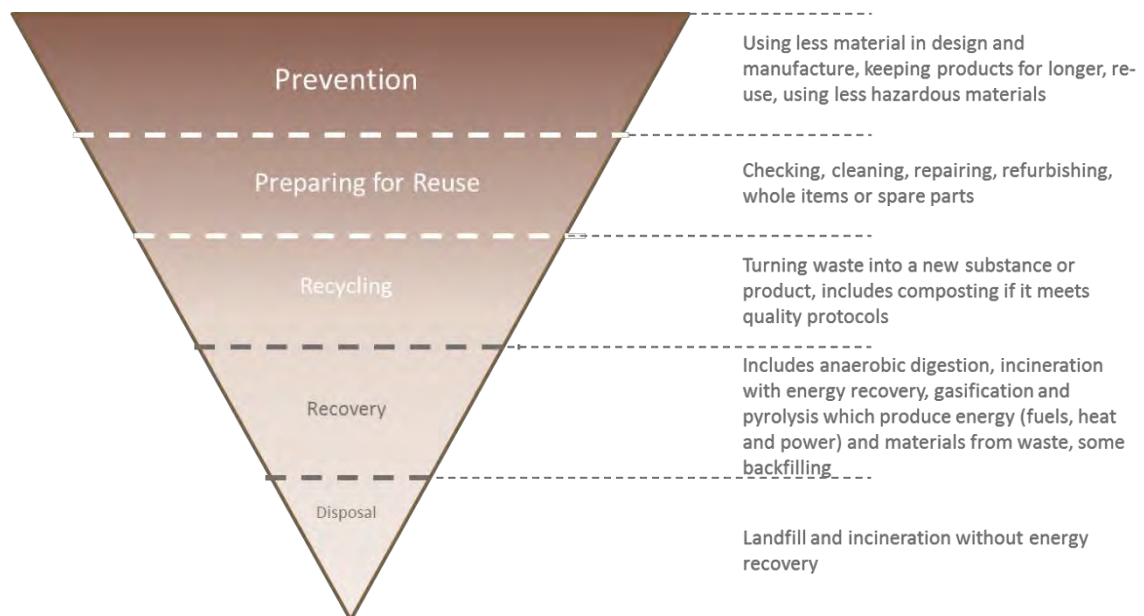 Prevention
Using less material in design and
manufacture, keeping products for longer, re-
use, using less hazardous materials
Preparing for Reuse
Checking, cleaning, repairing, refurbishing,
whole items or spare parts
Recycling
Turning waste into a new substance or
product, includes composting if it meets
quality protocols
Recovery
Includes anaerobic digestion, incineration
with energy recovery, gasification and
pyrolysis which produce energy (fuels, heat
and power) and materials from waste, some
backfilling
Disposal
Landfill and incineration without energy
recovery